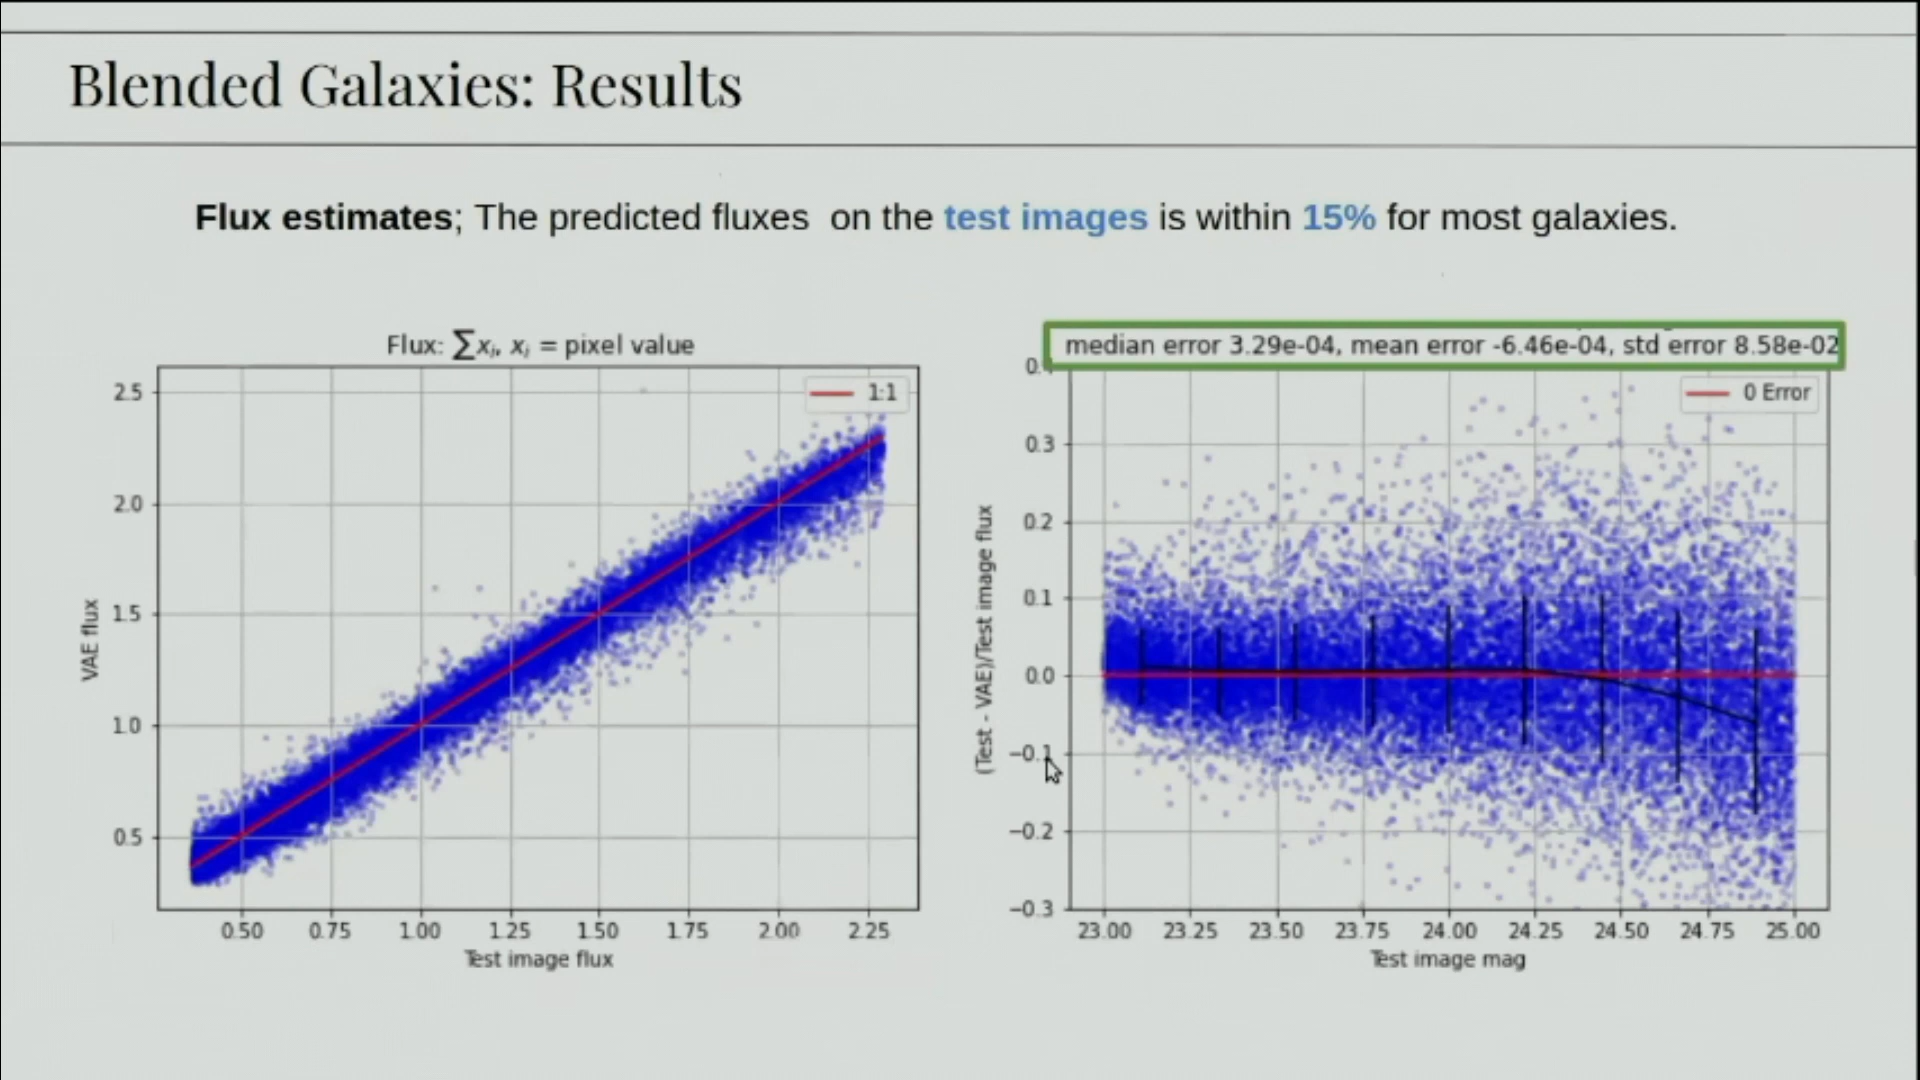 Blended Galaxies: Results
Flux estimates; The predicted fluxes on the test images is within 15% for most galaxies.
Flux: ∑xᵢ, xᵢ = pixel value
1:1
2.5
2.0
1.5
1.0
0.5
VAE flux
0.50 0.75 1.00 1.25 1.50 1.75 2.00 2.25
Test image flux
median error 3.29e-04, mean error -6.46e-04, std error 8.58e-02
0 Error
0.3
0.2
0.1
0.0
−0.1
−0.2
−0.3
(Test - VAE)/Test image flux
23.00 23.25 23.50 23.75 24.00 24.25 24.50 24.75 25.00
Test image mag